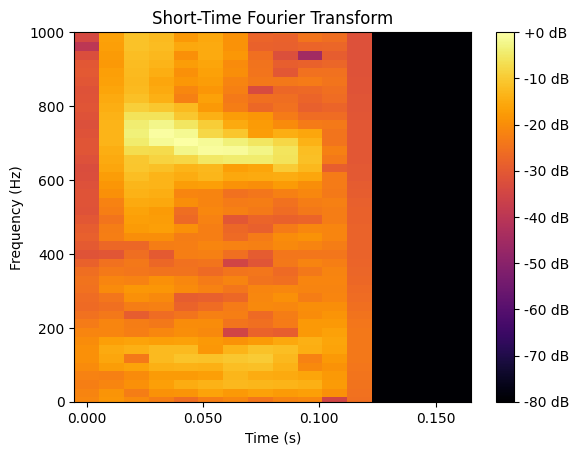 Short-Time Fourier Transform
1000
800
600
400
200
0
Frequency (Hz)
0.000
0.050
0.100
0.150
Time (s)
+0 dB
-10 dB
-20 dB
-30 dB
-40 dB
-50 dB
-60 dB
-70 dB
-80 dB